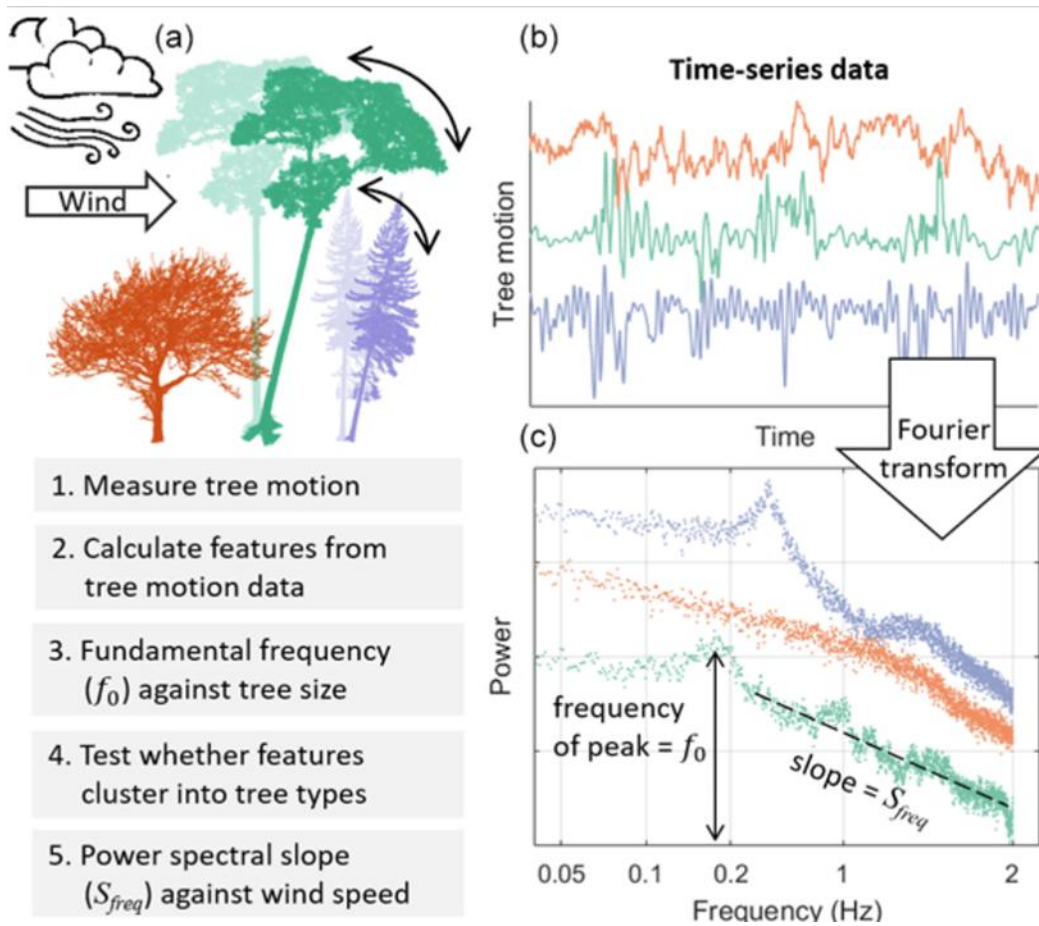 (a)
Wind
1. Measure tree motion
2. Calculate features from
tree motion data
3. Fundamental frequency
(f₀) against tree size
4. Test whether features
cluster into tree types
5. Power spectral slope
(Sfreq) against wind speed
(b)
Time-series data
Tree motion
Time
Fourier
transform
(c)
Power
frequency
of peak = f₀
slope = Sfreq
0.05 0.1 0.2 1 2
Frequency (Hz)